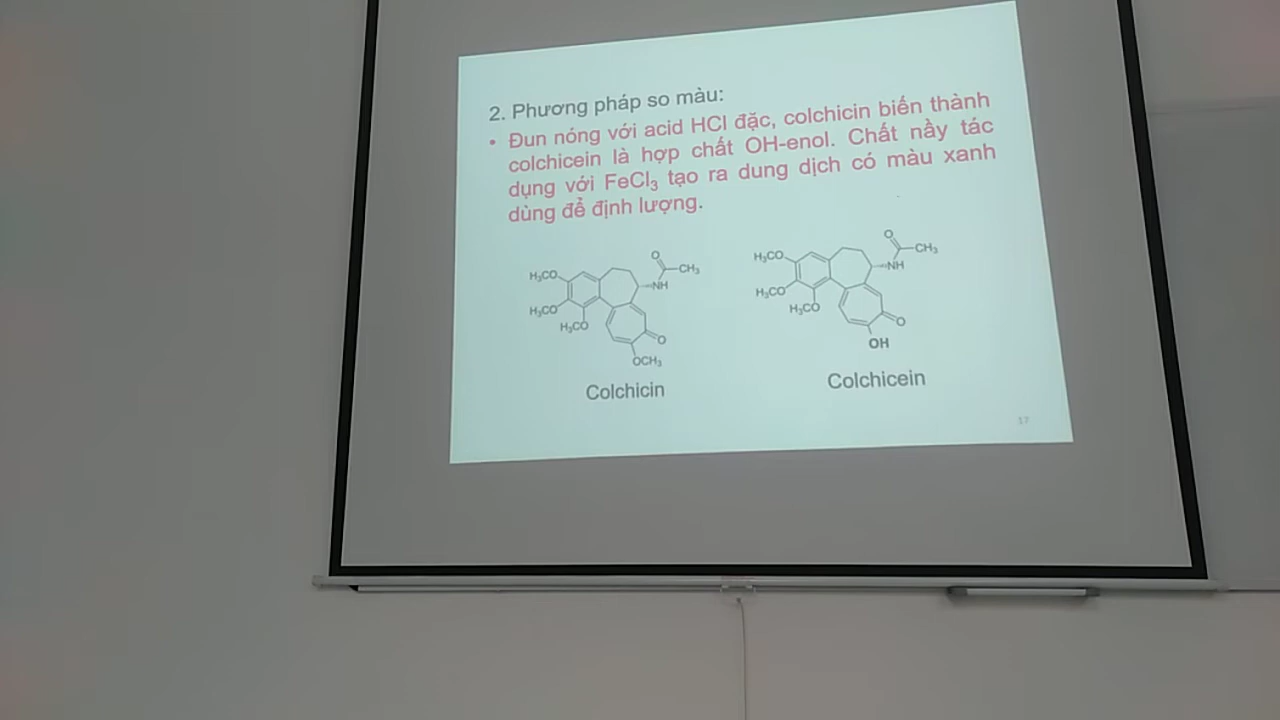 2. Phương pháp so màu:
• Đun nóng với acid HCl đặc, colchicin biến thành
colchicein là hợp chất OH-enol. Chất nầy tác
dụng với FeCl₃ tạo ra dung dịch có màu xanh
dùng để định lượng.
O
CH₃
NH
H₃CO
H₃CO
H₃CO
O
OCH₃
Colchicin
O
CH₃
NH
H₃CO
H₃CO
H₃CO
O
OH
Colchicein
17